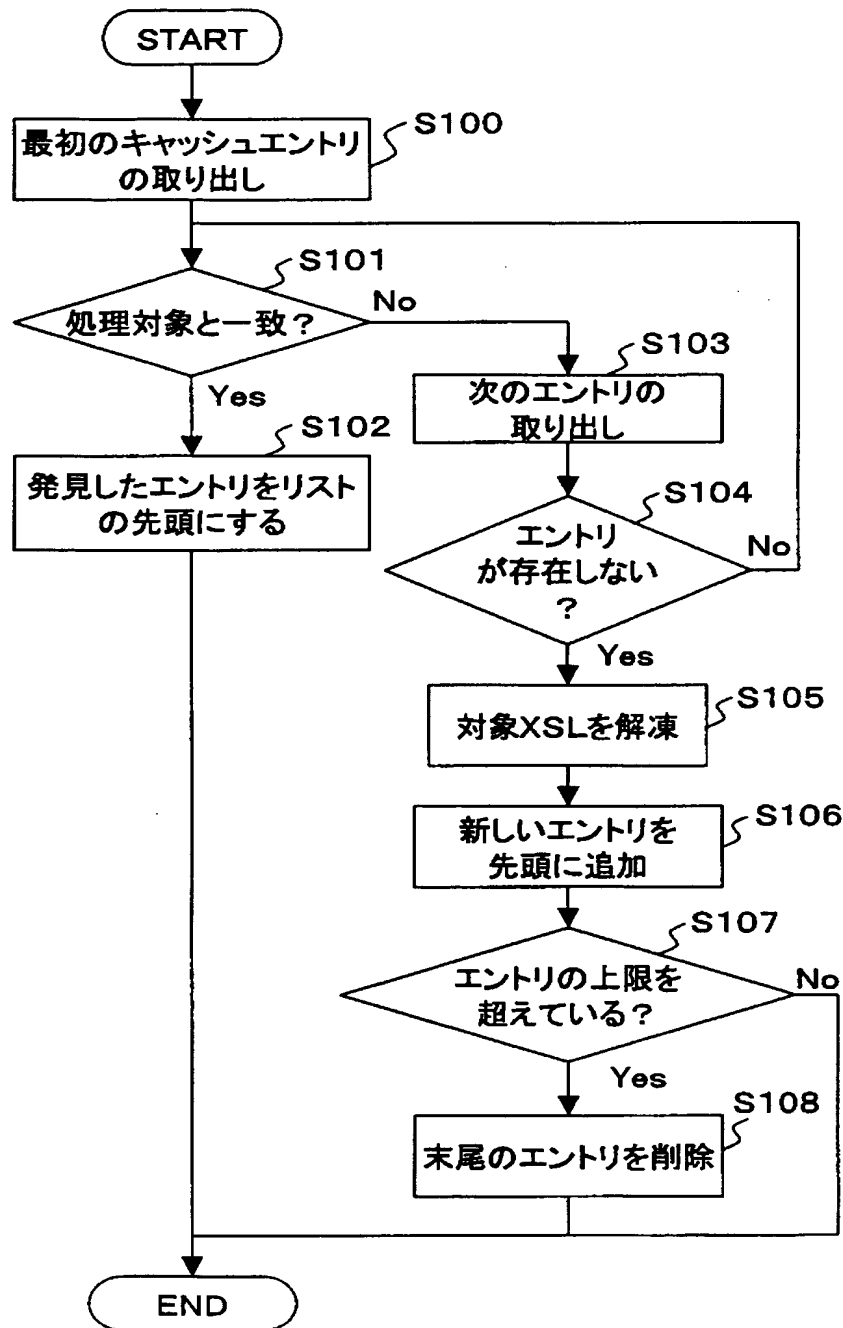 START
S100
最初のキャッシュエントリ
の取り出し
S101
処理対象と一致？
No
Yes
S103
次のエントリの
取り出し
S102
発見したエントリをリスト
の先頭にする
S104
エントリ
が存在しない
？
No
Yes
S105
対象XSLを解凍
S106
新しいエントリを
先頭に追加
S107
エントリの上限を
超えている？
No
Yes
S108
末尾のエントリを削除
END